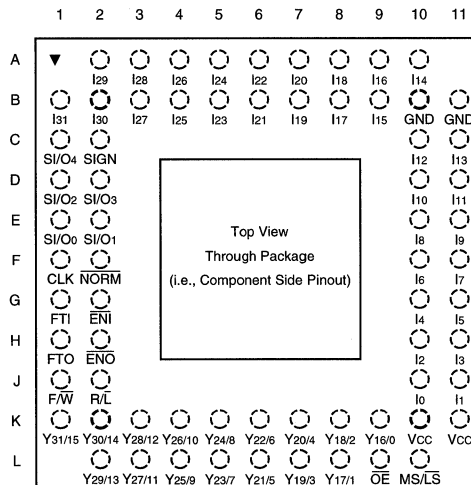 1 2 3 4 5 6 7 8 9 10 11
A ▼
I29 I28 I26 I24 I22 I20 I18 I16 I14
B
I31 I30 I27 I25 I23 I21 I19 I17 I15 GND GND
C
SI/O4 SIGN I12 I13
D
SI/O2 SI/O3 I10 I11
E
SI/O0 SI/O1 I8 I9
F
CLK N̅O̅R̅M̅ I6 I7
G
FTI E̅N̅I̅ I4 I5
H
FTO E̅N̅O̅ I2 I3
J
F/W̅ R/L̅ I0 I1
K
Y31/15 Y30/14 Y28/12 Y26/10 Y24/8 Y22/6 Y20/4 Y18/2 Y16/0 VCC VCC
L
Y29/13 Y27/11 Y25/9 Y23/7 Y21/5 Y19/3 Y17/1 O̅E̅ MS/L̅S̅
Top View
Through Package
(i.e., Component Side Pinout)